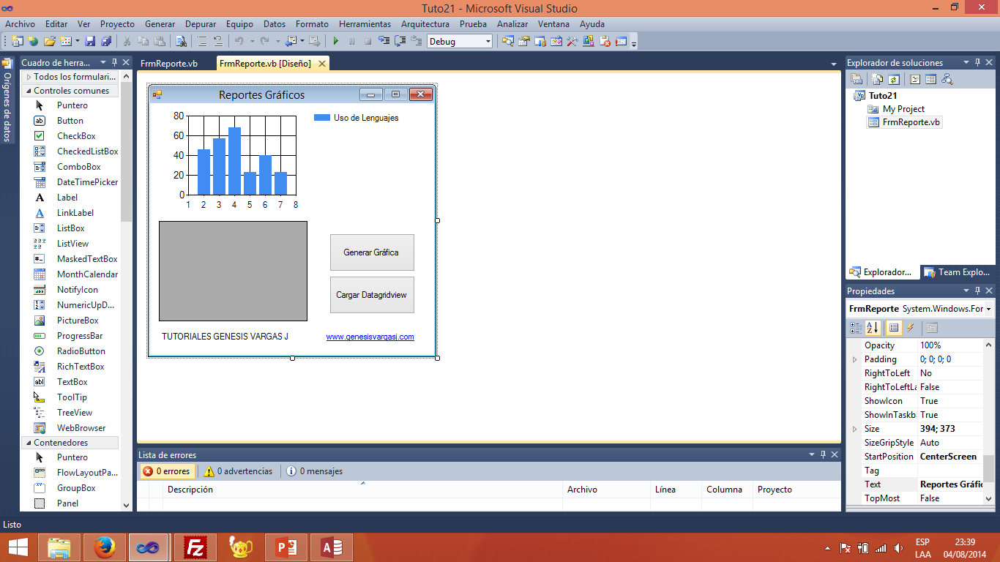 Tuto21 - Microsoft Visual Studio
Archivo Editar Ver Proyecto Generar Depurar Equipo Datos Formato Herramientas Arquitectura Prueba Analizar Ventana Ayuda
Debug
Orígenes de datos
Cuadro de herra...
Todos los formulari...
Controles comunes
Puntero
Button
CheckBox
CheckedListBox
ComboBox
DateTimePicker
Label
LinkLabel
ListBox
ListView
MaskedTextBox
MonthCalendar
NotifyIcon
NumericUpD...
PictureBox
ProgressBar
RadioButton
RichTextBox
TextBox
ToolTip
TreeView
WebBrowser
Contenedores
Puntero
FlowLayoutPa...
GroupBox
Panel
FrmReporte.vb FrmReporte.vb [Diseño]
Reportes Gráficos
80
60
40
20
0
1 2 3 4 5 6 7 8
Uso de Lenguajes
Generar Gráfica
Cargar Datagridview
TUTORIALES GENESIS VARGAS J www.genesisvargasj.com
Lista de errores
0 errores 0 advertencias 0 mensajes
Descripción Archivo Línea Columna Proyecto
Explorador de soluciones
Tuto21
My Project
FrmReporte.vb
Explorador... Team Explo...
Propiedades
FrmReporte System.Windows.For
Opacity 100%
Padding 0; 0; 0; 0
RightToLeft No
RightToLeftLa False
ShowIcon True
ShowInTaskb True
Size 394; 373
SizeGripStyle Auto
StartPosition CenterScreen
Tag
Text Reportes Gráfic
TopMost False
Listo
ESP 23:39
LAA 04/08/2014